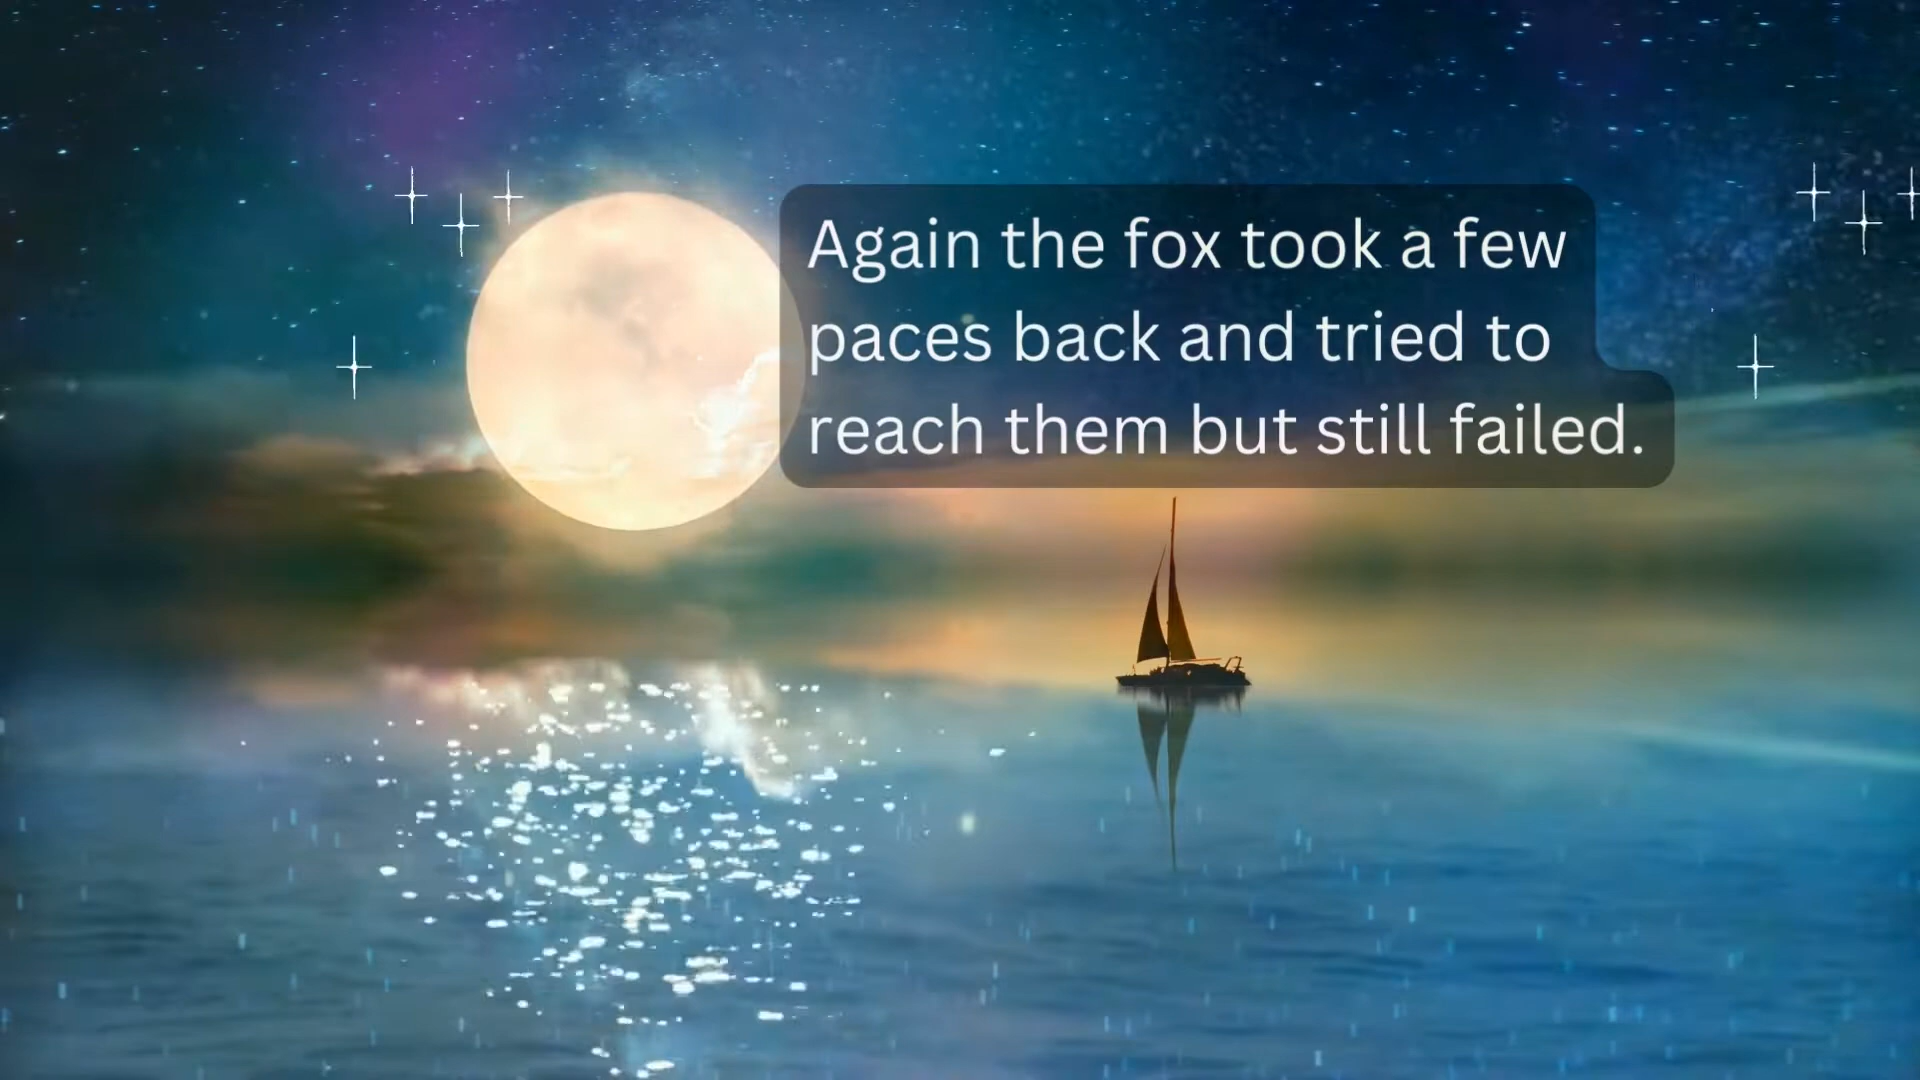 Again the fox took a few
paces back and tried to
reach them but still failed.